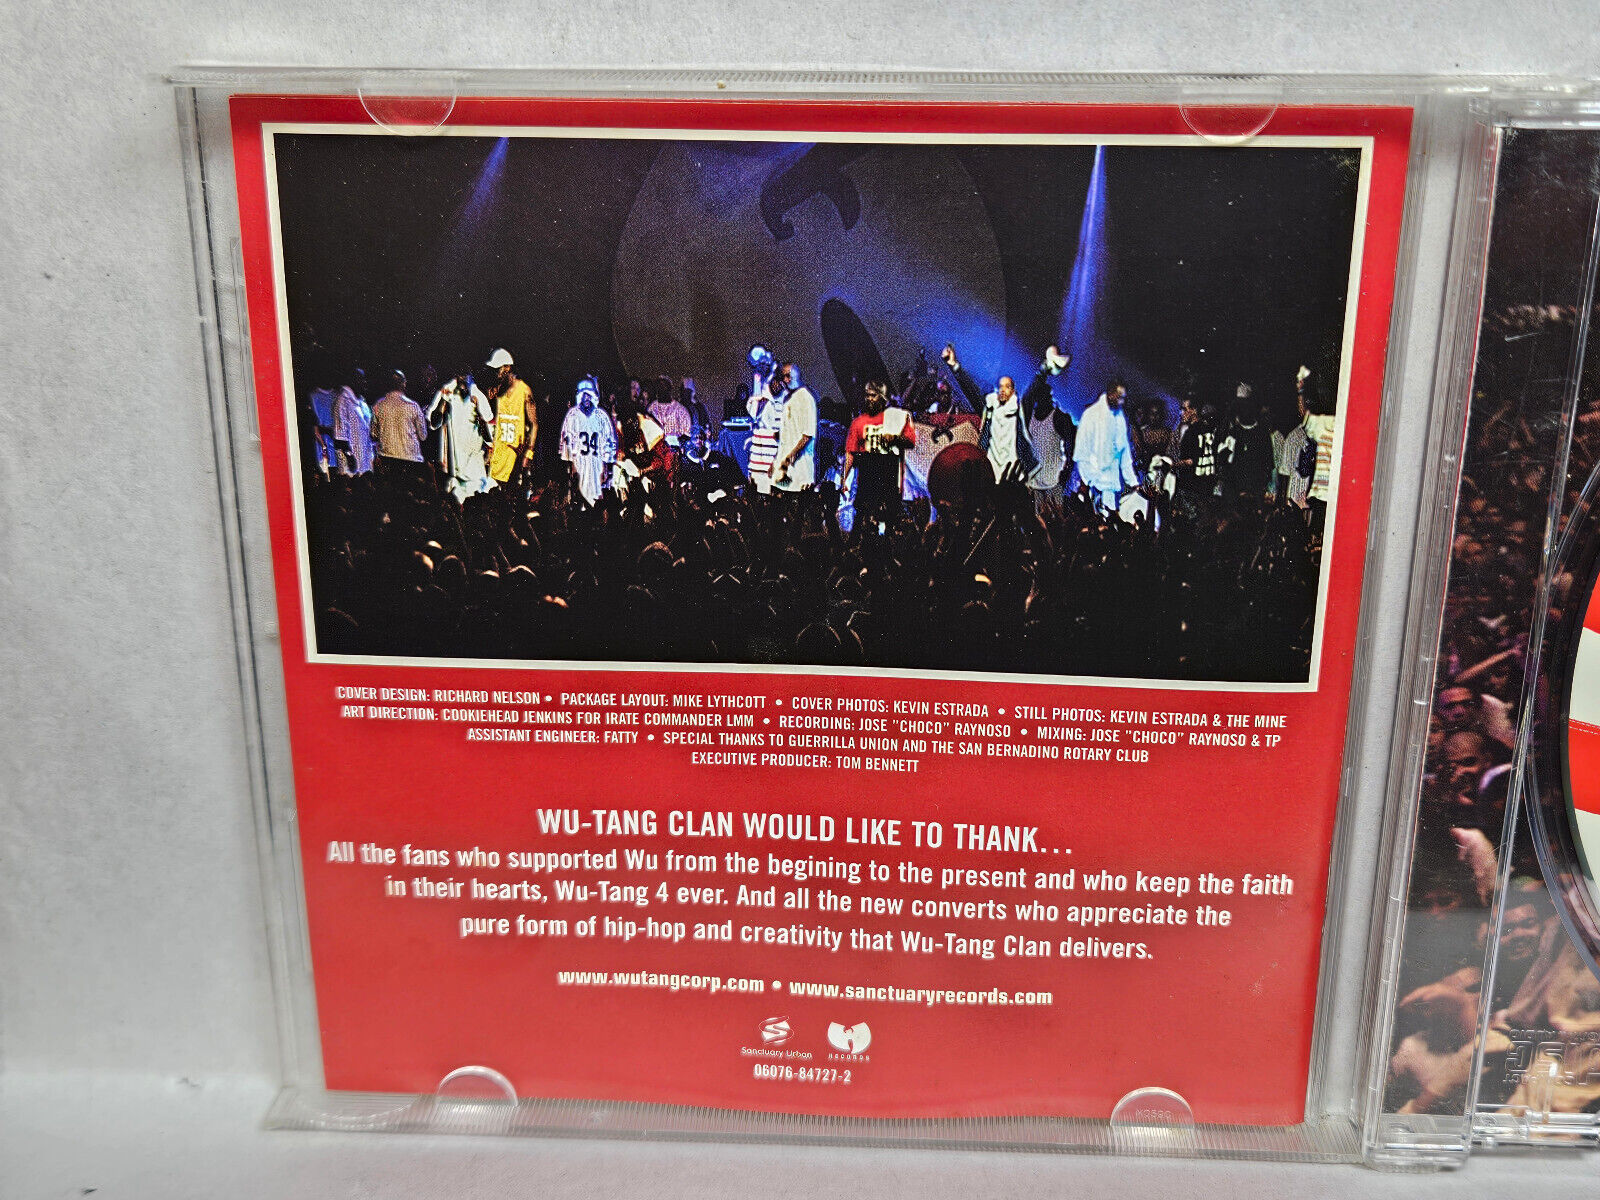 36
34
COVER DESIGN: RICHARD NELSON • PACKAGE LAYOUT: MIKE LYTHCOTT • COVER PHOTOS: KEVIN ESTRADA • STILL PHOTOS: KEVIN ESTRADA & THE MINE
ART DIRECTION: COOKIEHEAD JENKINS FOR IRATE COMMANDER LMM • RECORDING: JOSE "CHOCO" RAYNOSO • MIXING: JOSE "CHOCO" RAYNOSO & TP
ASSISTANT ENGINEER: FATTY • SPECIAL THANKS TO GUERRILLA UNION AND THE SAN BERNADINO ROTARY CLUB
EXECUTIVE PRODUCER: TOM BENNETT
WU-TANG CLAN WOULD LIKE TO THANK...
All the fans who supported Wu from the begining to the present and who keep the faith
in their hearts, Wu-Tang 4 ever. And all the new converts who appreciate the
pure form of hip-hop and creativity that Wu-Tang Clan delivers.
www.wutangcorp.com • www.sanctuaryrecords.com
Sanctuary Urban
RECORDS
06076-84727-2